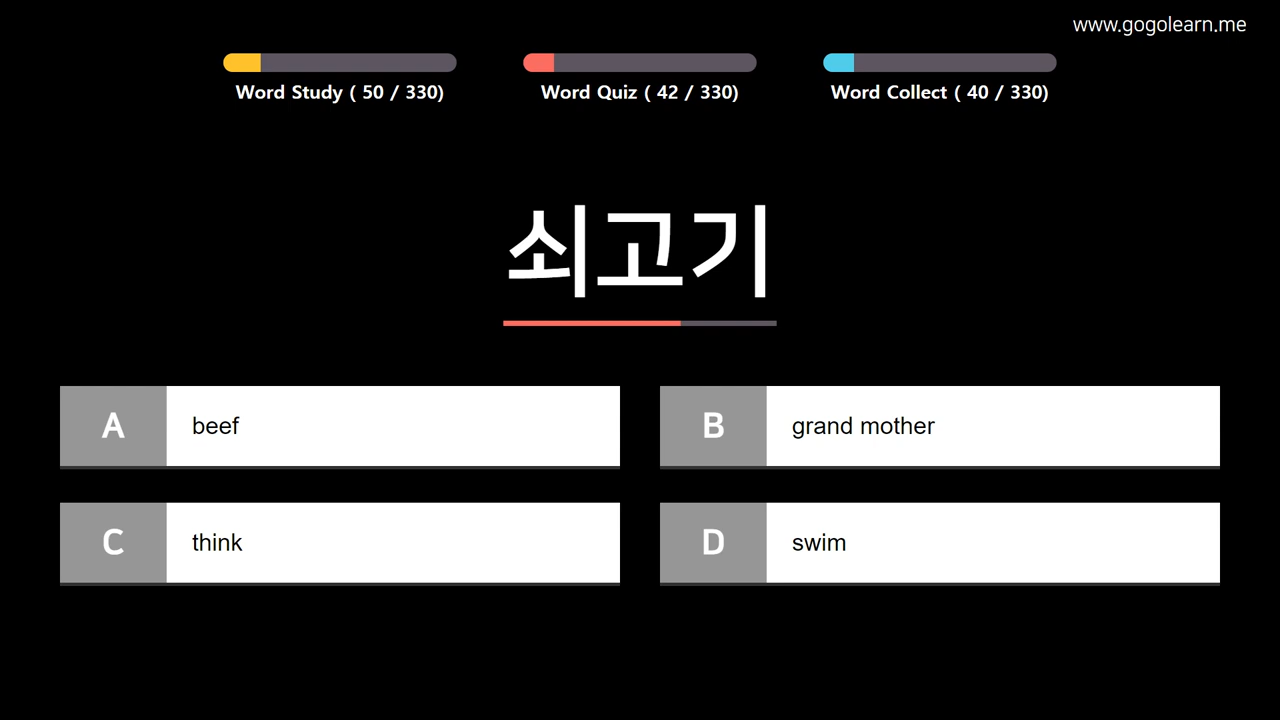 www.gogolearn.me
Word Study ( 50 / 330)
Word Quiz ( 42 / 330)
Word Collect ( 40 / 330)
쇠고기
A beef
B grand mother
C think
D swim